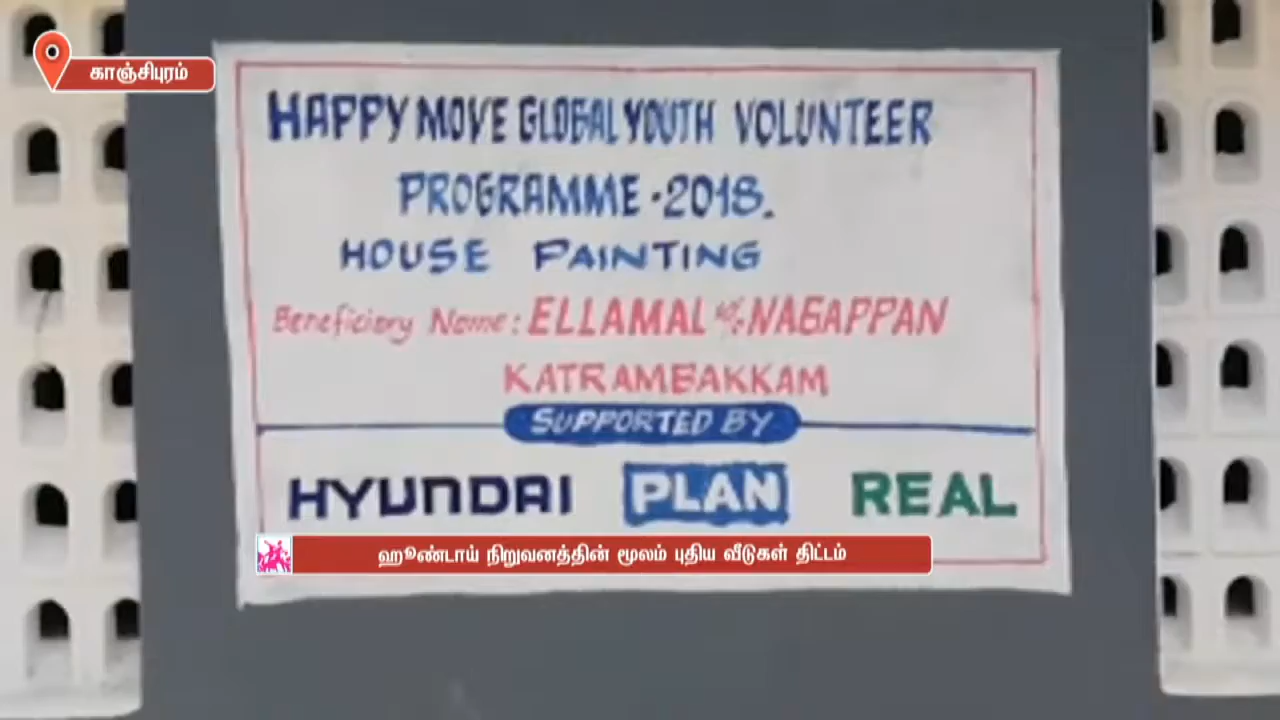 காஞ்சிபுரம்
HAPPY MOVE GLOBAL YOUTH VOLUNTEER
PROGRAMME - 2018.
HOUSE PAINTING
Beneficiary Name: ELLAMAL NAGAPPAN
KATRAMBAKKAM
SUPPORTED BY
HYUNDAI PLAN REAL
ஹூண்டாய் நிறுவனத்தின் மூலம் புதிய வீடுகள் திட்டம்